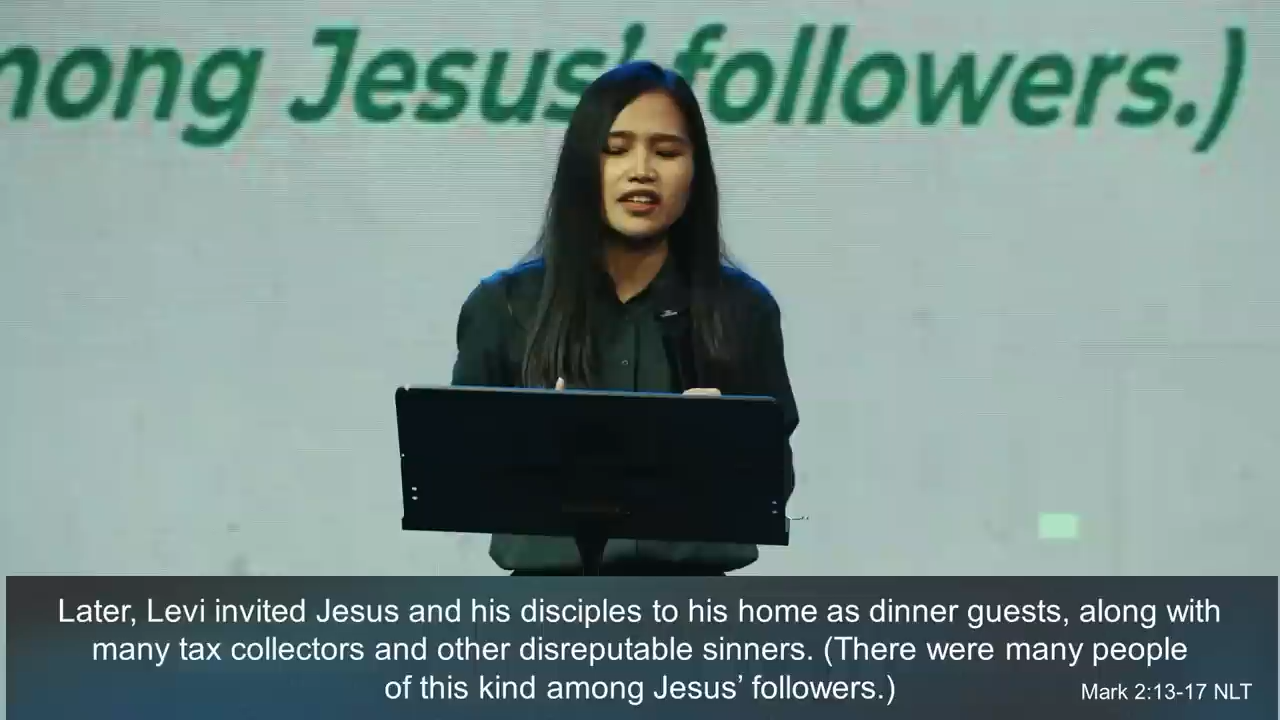 mong Jesus’ followers.)
Later, Levi invited Jesus and his disciples to his home as dinner guests, along with
many tax collectors and other disreputable sinners. (There were many people
of this kind among Jesus’ followers.)
Mark 2:13-17 NLT